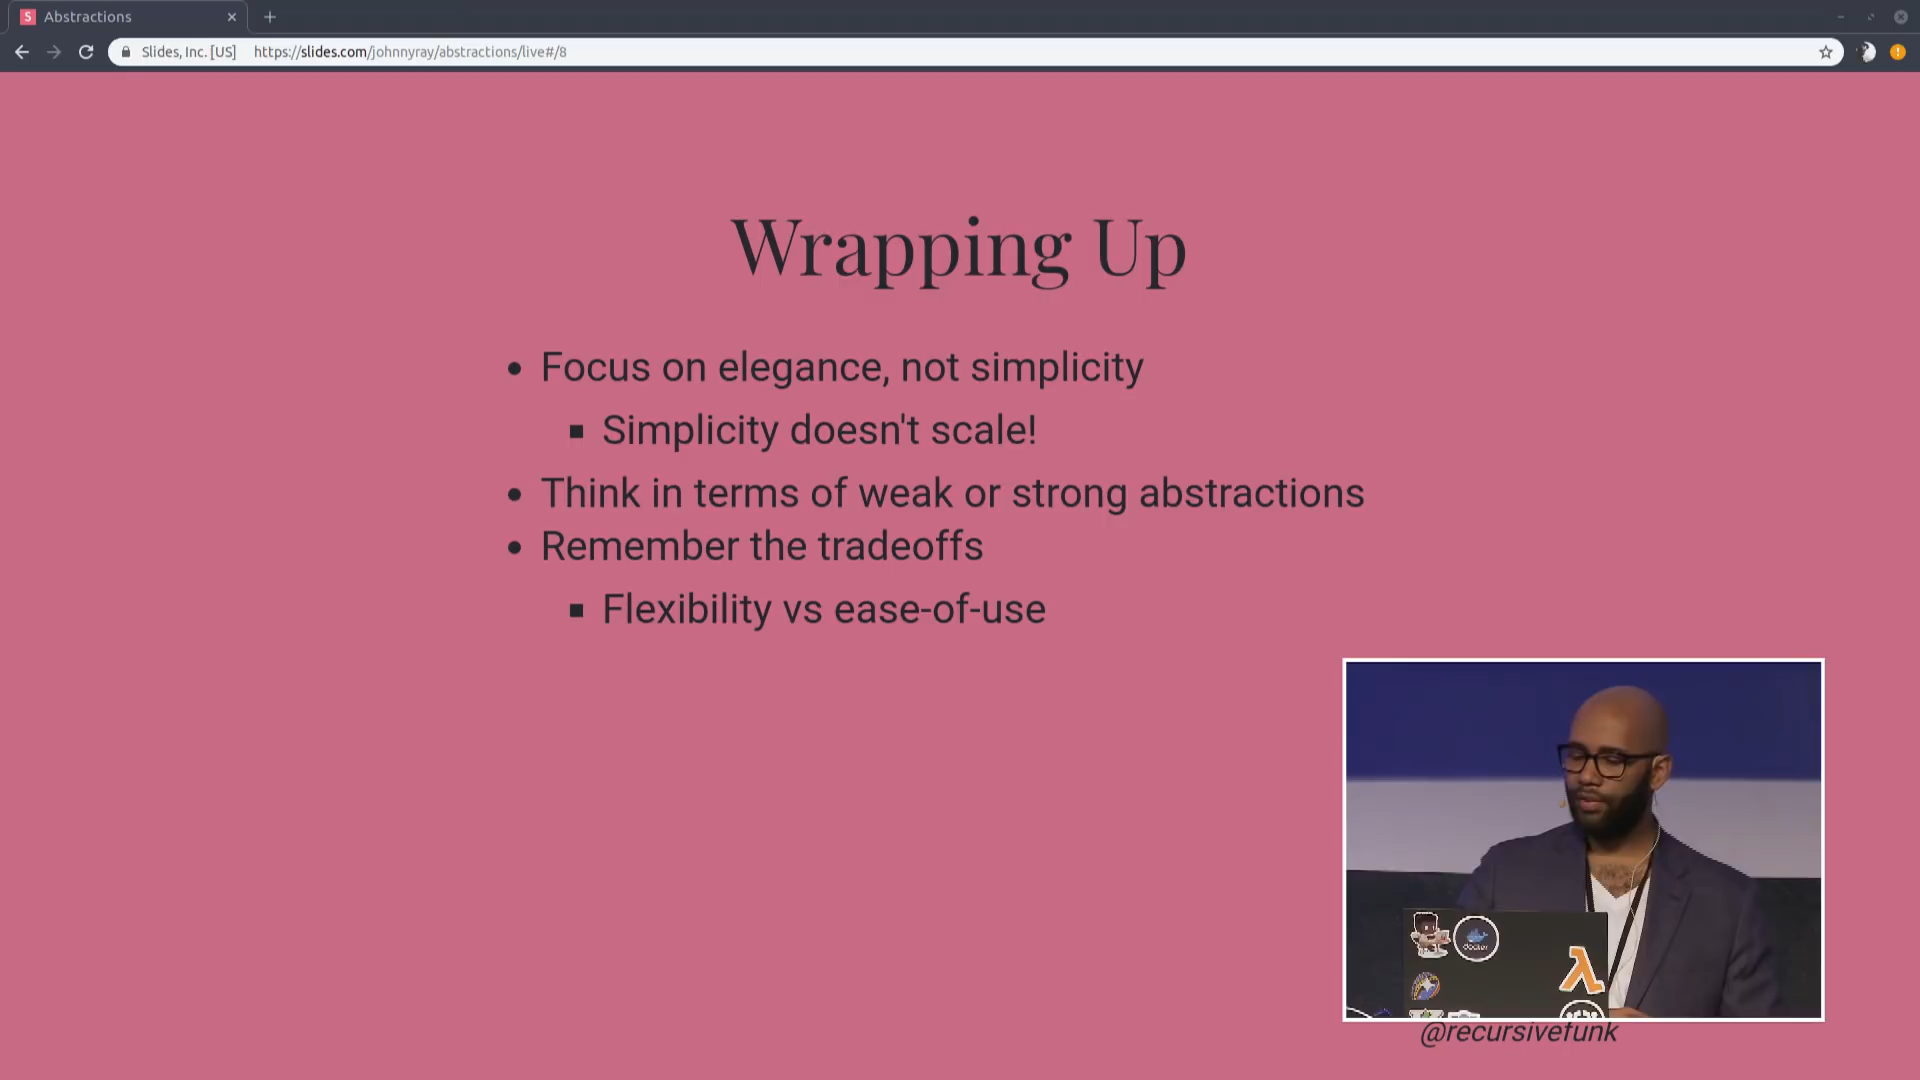 Abstractions
Slides, Inc. [US] https://slides.com/johnnyray/abstractions/live#/8
Wrapping Up
Focus on elegance, not simplicity
Simplicity doesn't scale!
Think in terms of weak or strong abstractions
Remember the tradeoffs
Flexibility vs ease-of-use
docker
λ
@recursivefunk